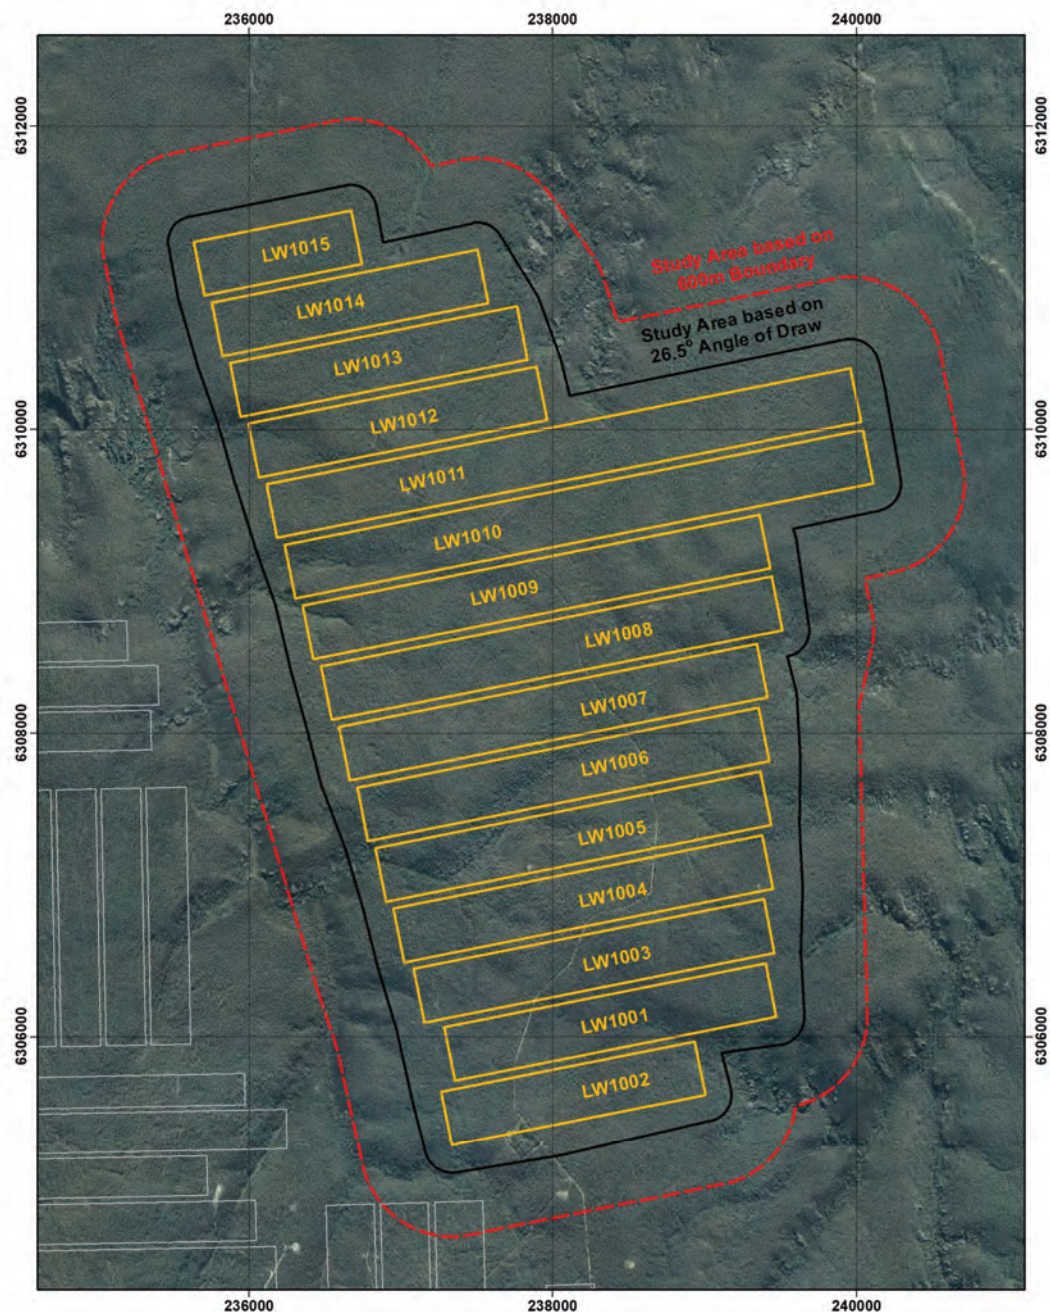 236000
238000
240000
6312000
6312000
Study Area based on
600m Boundary
LW1015
LW1014
Study Area based on
26.5° Angle of Draw
LW1013
LW1012
6310000
6310000
LW1011
LW1010
LW1009
LW1008
LW1007
6308000
6308000
LW1006
LW1005
LW1004
LW1003
LW1001
6306000
6306000
LW1002
236000
238000
240000